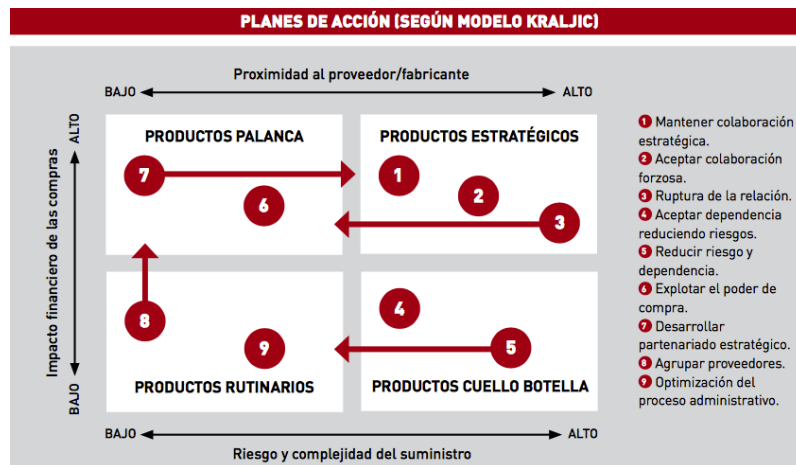 PLANES DE ACCIÓN (SEGÚN MODELO KRALJIC)
Proximidad al proveedor/fabricante
BAJO
ALTO
Impacto financiero de las compras
ALTO
BAJO
PRODUCTOS PALANCA
7
6
PRODUCTOS ESTRATÉGICOS
1
2
3
8
9
PRODUCTOS RUTINARIOS
4
5
PRODUCTOS CUELLO BOTELLA
BAJO
ALTO
Riesgo y complejidad del suministro
1 Mantener colaboración
estratégica.
2 Aceptar colaboración
forzosa.
3 Ruptura de la relación.
4 Aceptar dependencia
reduciendo riesgos.
5 Reducir riesgo y
dependencia.
6 Explotar el poder de
compra.
7 Desarrollar
partenariado estratégico.
8 Agrupar proveedores.
9 Optimización del
proceso administrativo.